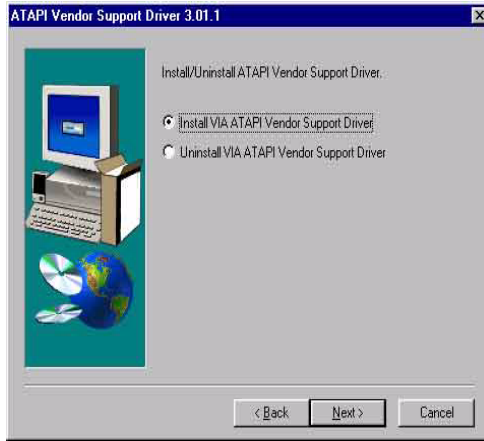 ATAPI Vendor Support Driver 3.01.1
Install/Uninstall ATAPI Vendor Support Driver.
Install VIA ATAPI Vendor Support Driver
Uninstall VIA ATAPI Vendor Support Driver
< Back
Next >
Cancel